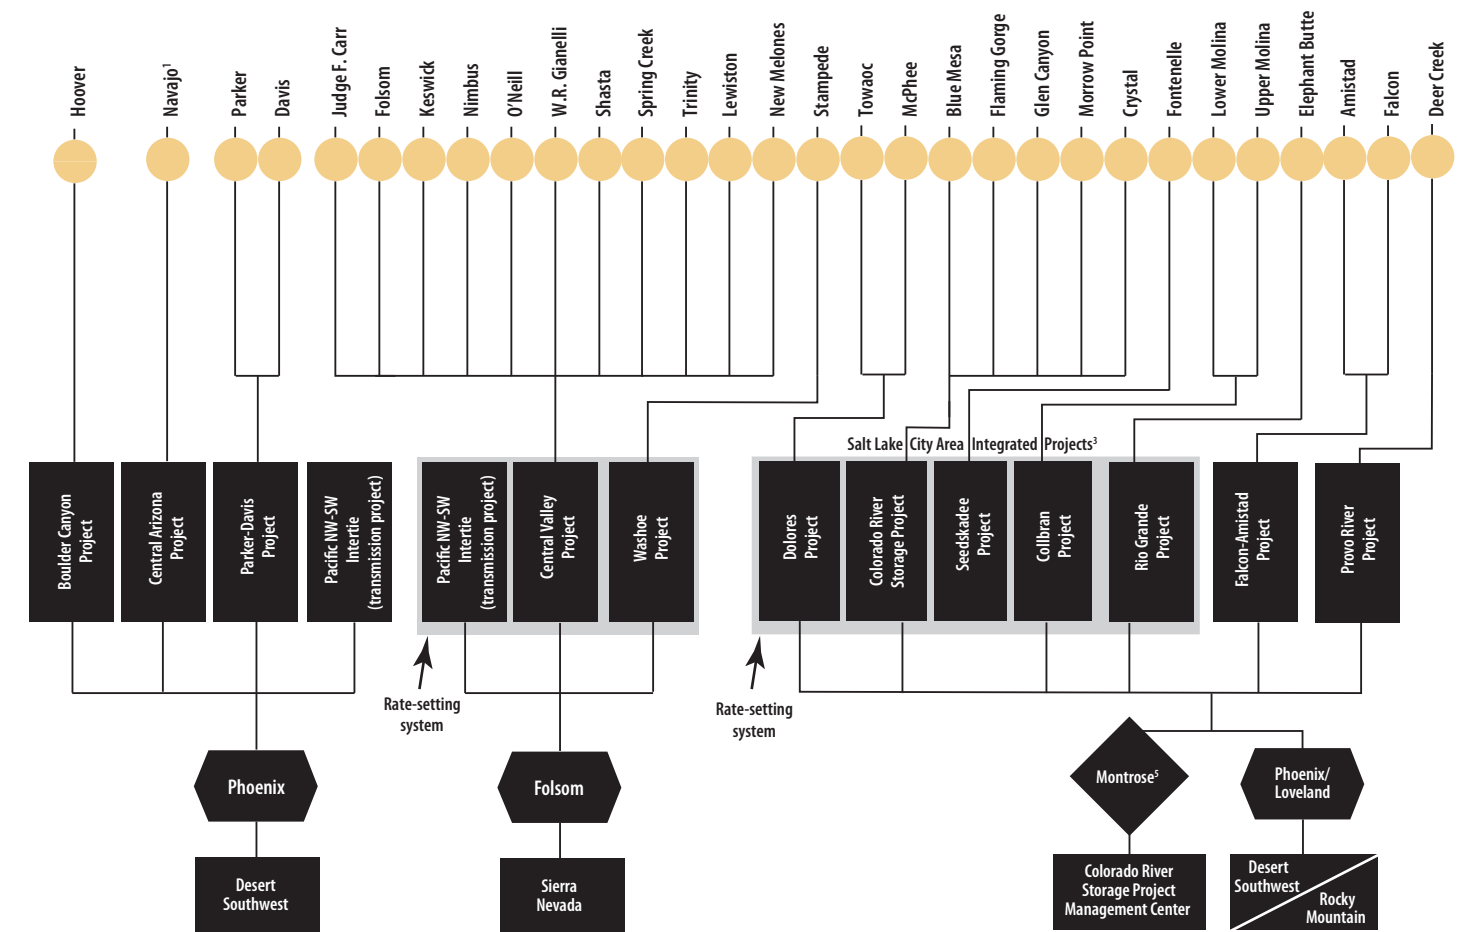 Hoover
Navajo1
Parker
Davis
Judge F. Carr
Folsom
Keswick
Nimbus
O'Neill
W.R. Gianelli
Shasta
Spring Creek
Trinity
Lewiston
New Melones
Stampede
Towaoc
McPhee
Blue Mesa
Flaming Gorge
Glen Canyon
Morrow Point
Crystal
Fontenelle
Lower Molina
Upper Molina
Elephant Butte
Amistad
Falcon
Deer Creek
Salt Lake City Area Integrated Projects3
Boulder Canyon
Project
Central Arizona
Project
Parker-Davis
Project
Pacific NW-SW
Intertie
(transmission project)
Pacific NW-SW
Intertie
(transmission project)
Central Valley
Project
Washoe
Project
Dolores
Project
Colorado River
Storage Project
Seedskadee
Project
Collbran
Project
Rio Grande
Project
Falcon-Amistad
Project
Provo River
Project
Rate-setting
system
Rate-setting
system
Phoenix
Folsom
Montrose5
Phoenix/
Loveland
Desert
Southwest
Sierra
Nevada
Colorado River
Storage Project
Management Center
Desert
Southwest
Rocky
Mountain